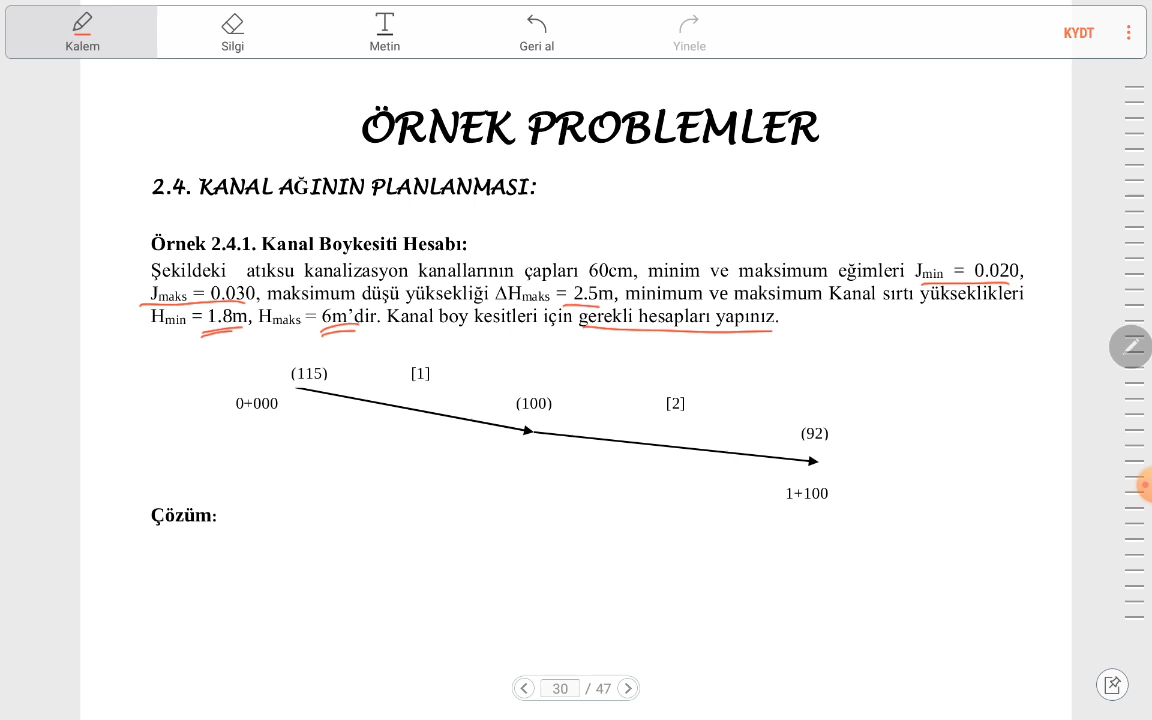 Kalem
Silgi
Metin
Geri al
Yinele
KYDT
ÖRNEK PROBLEMLER
2.4. KANAL AĞININ PLANLANMASI:
Örnek 2.4.1. Kanal Boykesiti Hesabı:
Şekildeki atıksu kanalizasyon kanallarının çapları 60cm, minim ve maksimum eğimleri Jmin = 0.020,
Jmaks = 0.030, maksimum düşü yüksekliği ΔHmaks = 2.5m, minimum ve maksimum Kanal sırtı yükseklikleri
Hmin = 1.8m, Hmaks = 6m'dir. Kanal boy kesitleri için gerekli hesapları yapınız.
(115) [1]
0+000 (100) [2]
(92)
1+100
Çözüm:
30 / 47